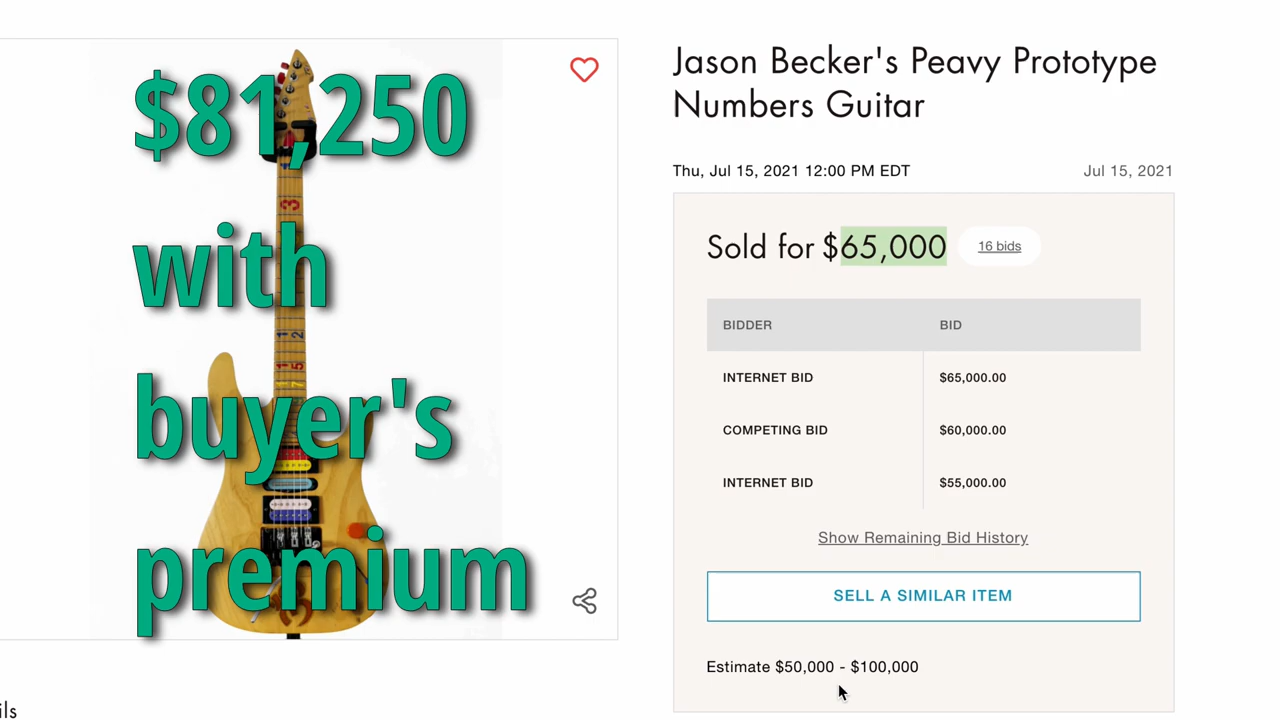 $81,250
with
buyer's
premium
Jason Becker's Peavy Prototype
Numbers Guitar
Thu, Jul 15, 2021 12:00 PM EDT
Jul 15, 2021
Sold for $65,000
16 bids
BIDDER BID
INTERNET BID $65,000.00
COMPETING BID $60,000.00
INTERNET BID $55,000.00
Show Remaining Bid History
SELL A SIMILAR ITEM
Estimate $50,000 - $100,000
ils